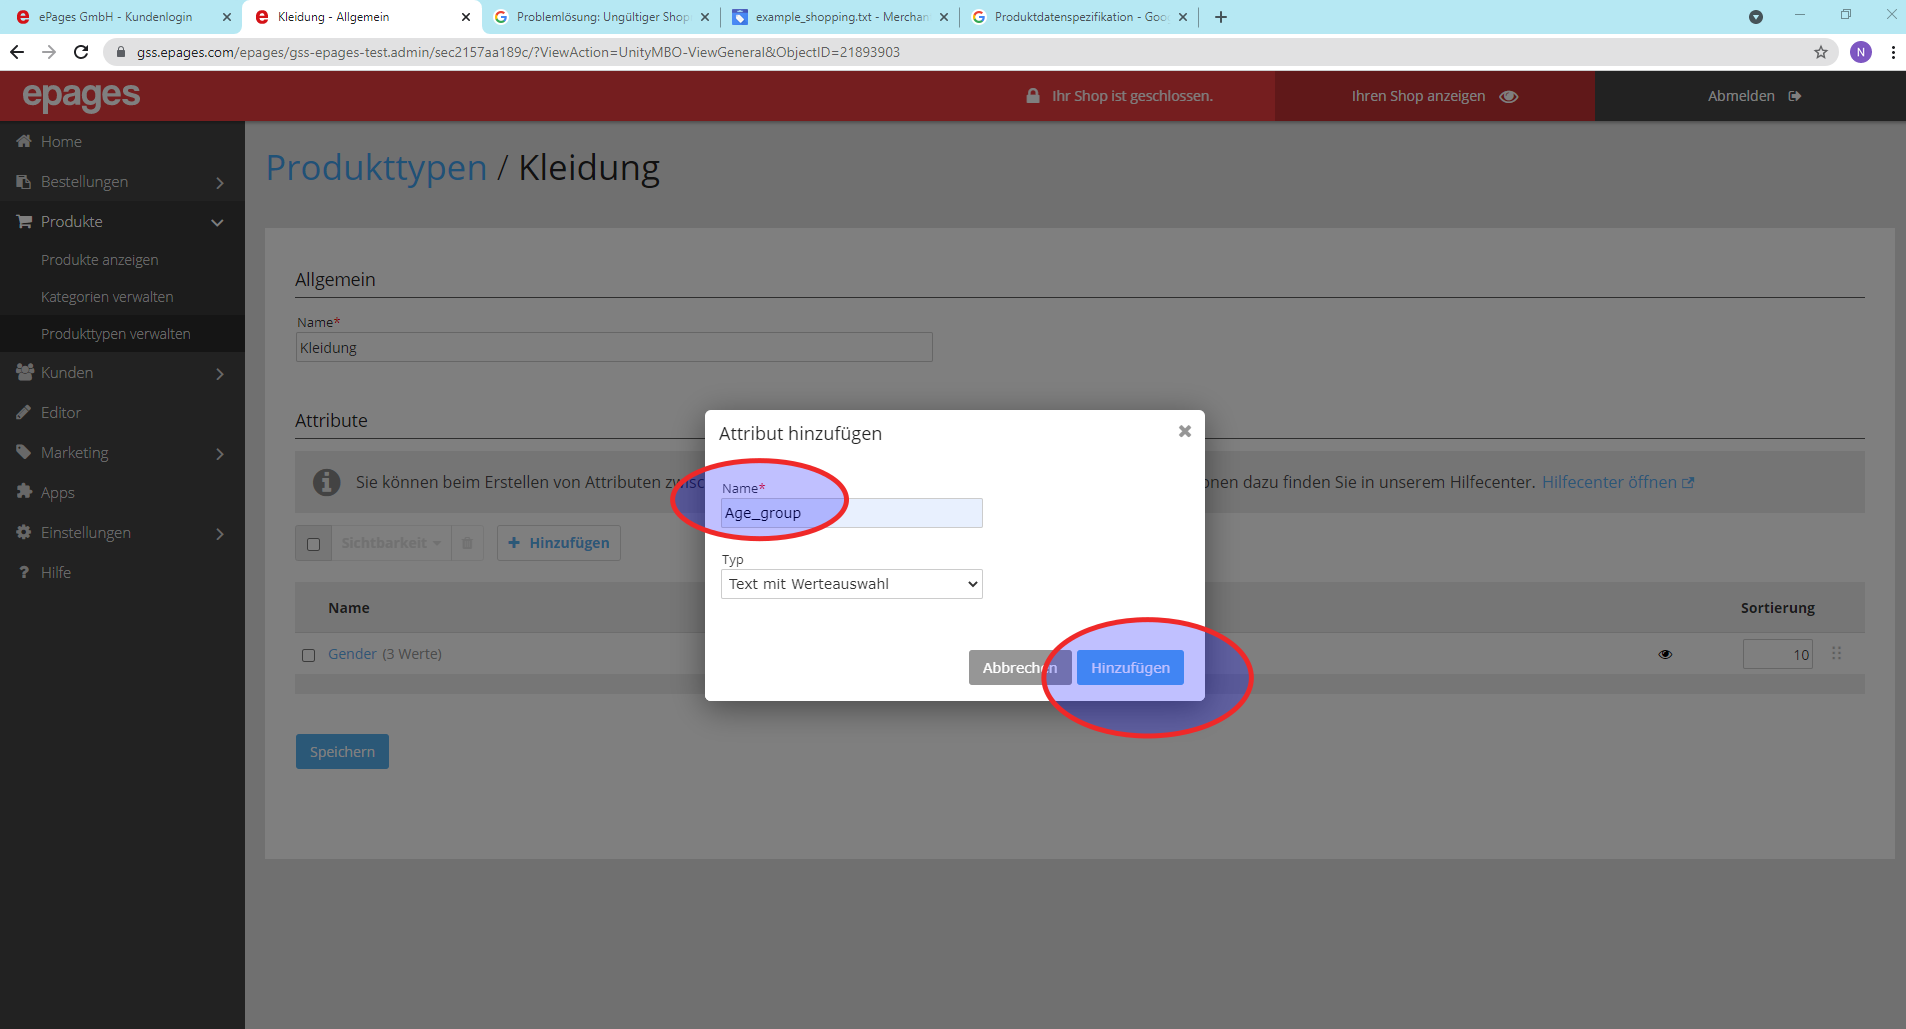 ePages GmbH - Kundenlogin
Kleidung - Allgemein
Problemlösung: Ungültiger Shop
example_shopping.txt - Merchan
Produktdatenspezifikation - Goo
gss.epages.com/epages/gss-epages-test.admin/sec2157aa189c/?ViewAction=UnityMBO-ViewGeneral&ObjectID=21893903
N
epages
Ihr Shop ist geschlossen.
Ihren Shop anzeigen
Abmelden
Home
Bestellungen
Produkte
Produkte anzeigen
Kategorien verwalten
Produkttypen verwalten
Kunden
Editor
Marketing
Apps
Einstellungen
Hilfe
Produkttypen / Kleidung
Allgemein
Name*
Kleidung
Attribute
Sie können beim Erstellen von Attributen zwisc
onen dazu finden Sie in unserem Hilfecenter. Hilfecenter öffnen
Sichtbarkeit
+ Hinzufügen
Name
Sortierung
Gender (3 Werte)
10
Speichern
Attribut hinzufügen
Name*
Age_group
Typ
Text mit Werteauswahl
Abbrechen
Hinzufügen